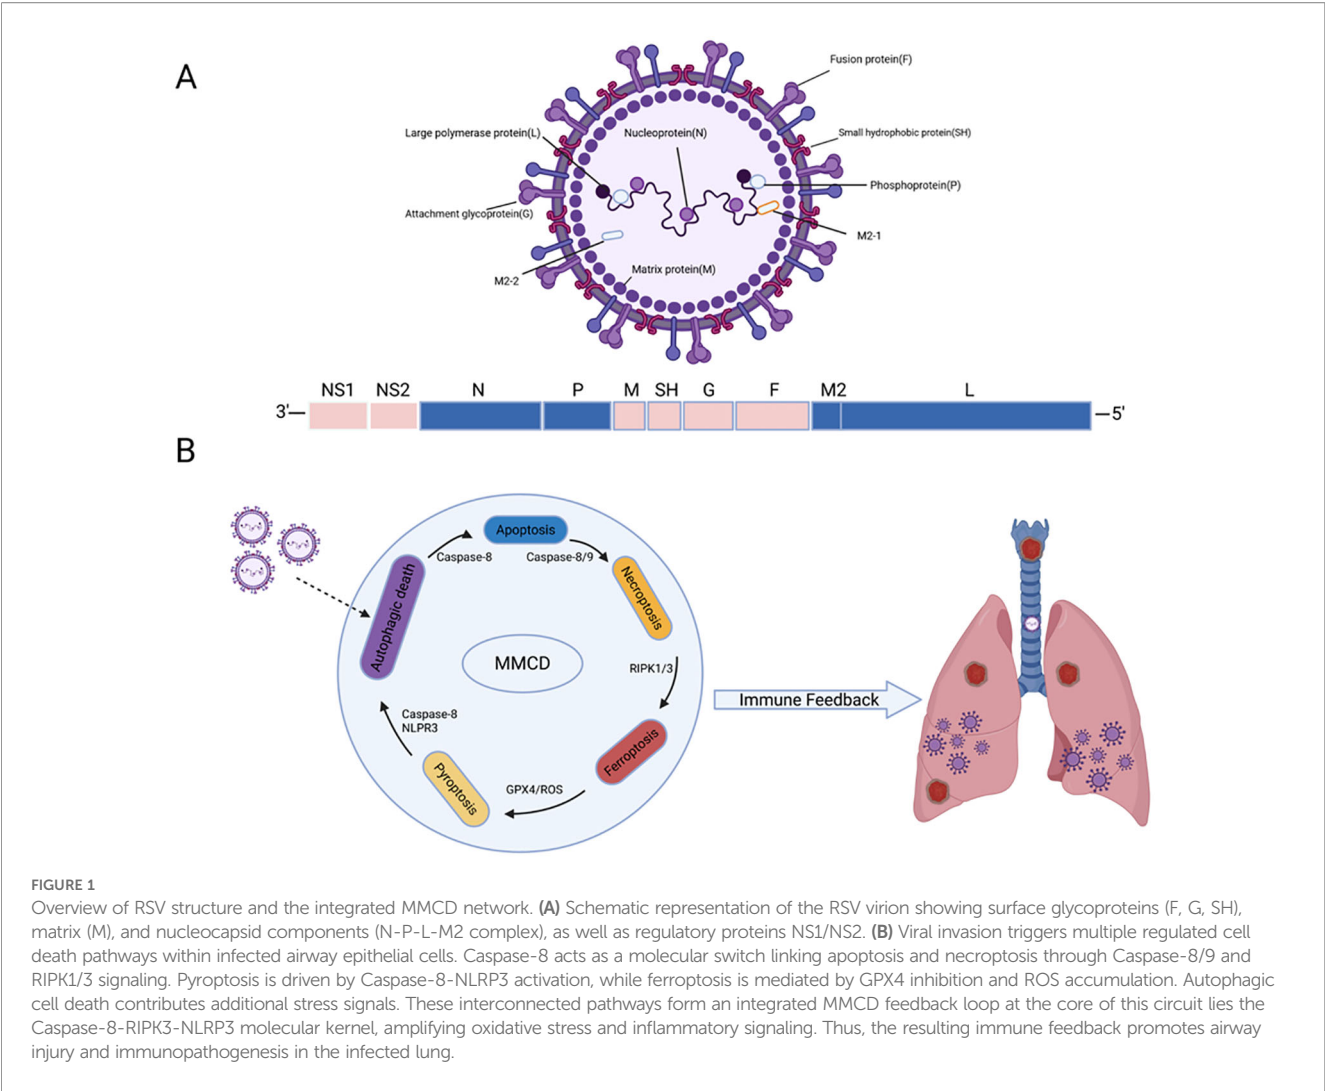 A
Fusion protein(F)
Large polymerase protein(L)
Nucleoprotein(N)
Small hydrophobic protein(SH)
Phosphoprotein(P)
Attachment glycoprotein(G)
M2-1
M2-2
Matrix protein(M)
NS1 NS2 N P M SH G F M2 L
3' 5'
B
Apoptosis
Caspase-8
Caspase-8/9
Autophagic death
Necroptosis
MMCD
RIPK1/3
Immune Feedback
Caspase-8
NLPR3
Ferroptosis
Pyroptosis
GPX4/ROS
FIGURE 1
Overview of RSV structure and the integrated MMCD network. (A) Schematic representation of the RSV virion showing surface glycoproteins (F, G, SH),
matrix (M), and nucleocapsid components (N-P-L-M2 complex), as well as regulatory proteins NS1/NS2. (B) Viral invasion triggers multiple regulated cell
death pathways within infected airway epithelial cells. Caspase-8 acts as a molecular switch linking apoptosis and necroptosis through Caspase-8/9 and
RIPK1/3 signaling. Pyroptosis is driven by Caspase-8-NLRP3 activation, while ferroptosis is mediated by GPX4 inhibition and ROS accumulation. Autophagic
cell death contributes additional stress signals. These interconnected pathways form an integrated MMCD feedback loop at the core of this circuit lies the
Caspase-8-RIPK3-NLRP3 molecular kernel, amplifying oxidative stress and inflammatory signaling. Thus, the resulting immune feedback promotes airway
injury and immunopathogenesis in the infected lung.